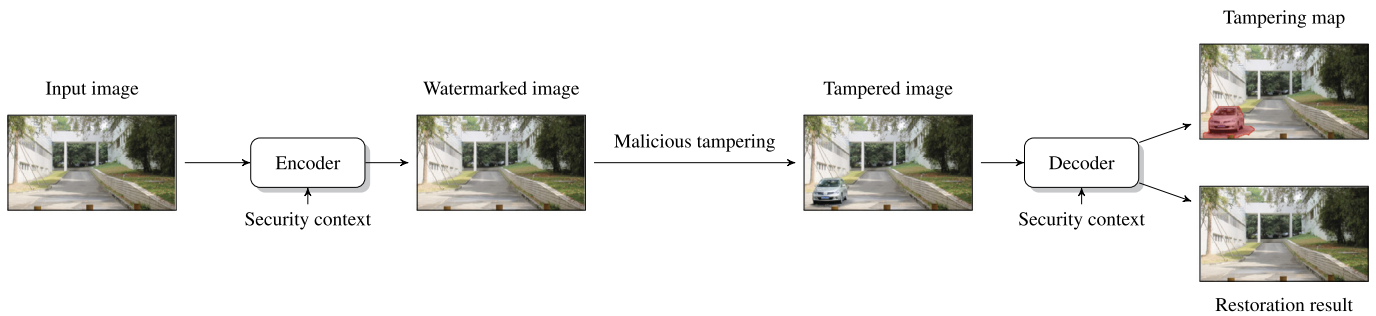 Input image
Encoder
Security context
Watermarked image
Malicious tampering
Tampered image
Decoder
Security context
Tampering map
Restoration result